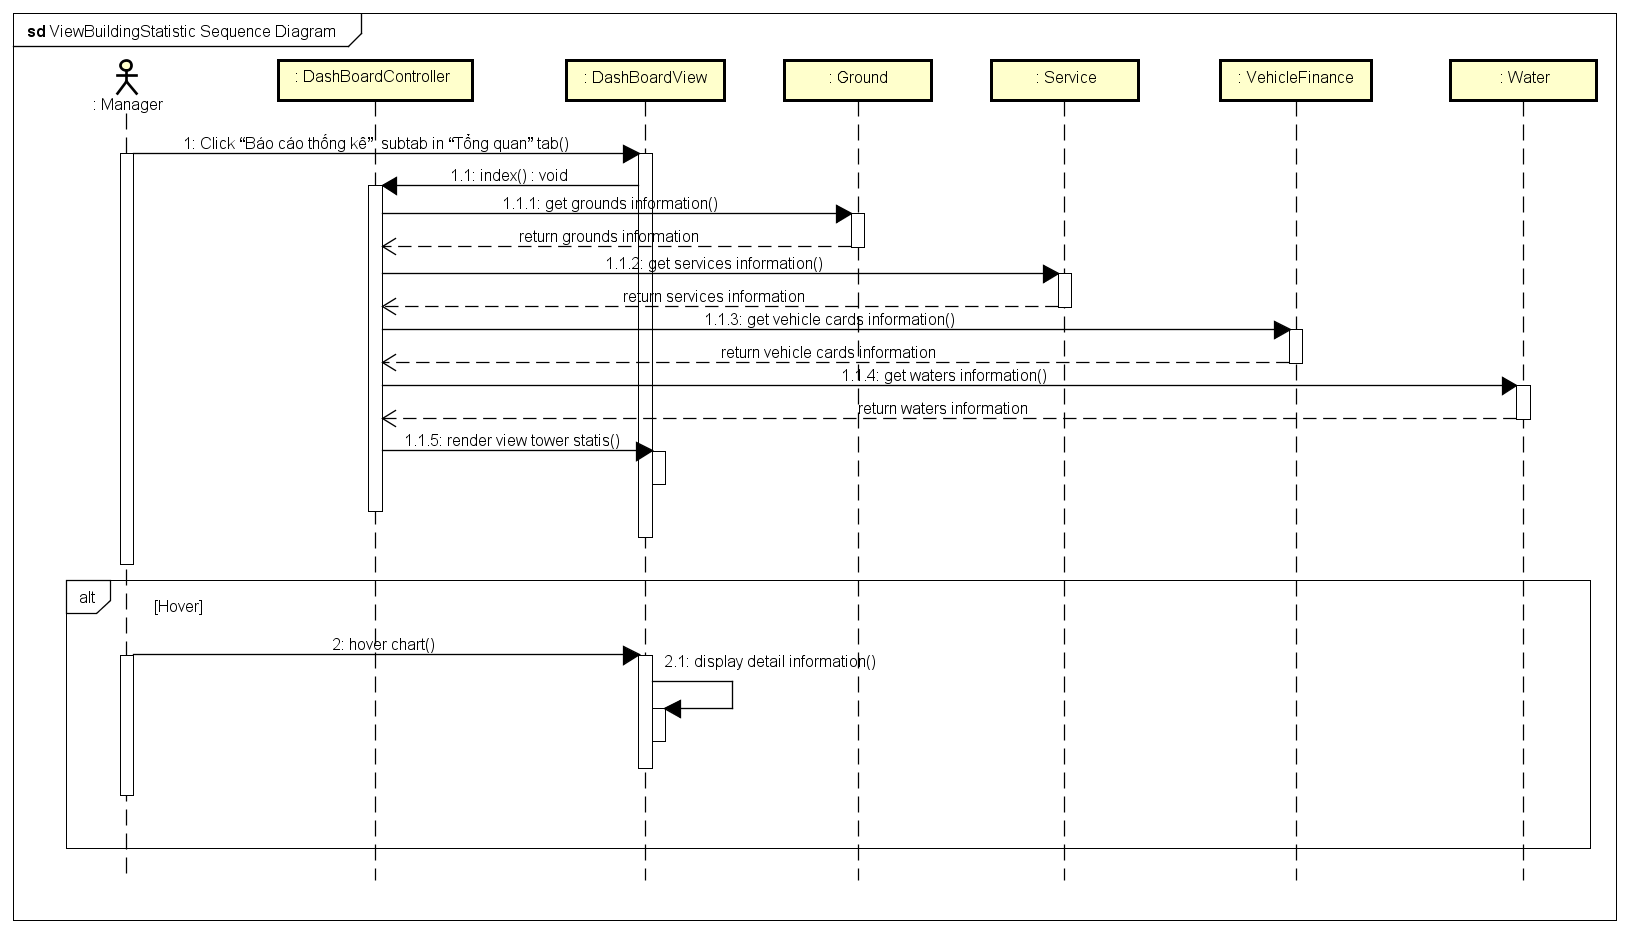 sd ViewBuildingStatistic Sequence Diagram
: Manager
: DashBoardController
: DashBoardView
: Ground
: Service
: VehicleFinance
: Water
1: Click “Báo cáo thống kê” subtab in “Tổng quan” tab()
1.1: index() : void
1.1.1: get grounds information()
return grounds information
1.1.2: get services information()
return services information
1.1.3: get vehicle cards information()
return vehicle cards information
1.1.4: get waters information()
return waters information
1.1.5: render view tower statis()
alt
[Hover]
2: hover chart()
2.1: display detail information()